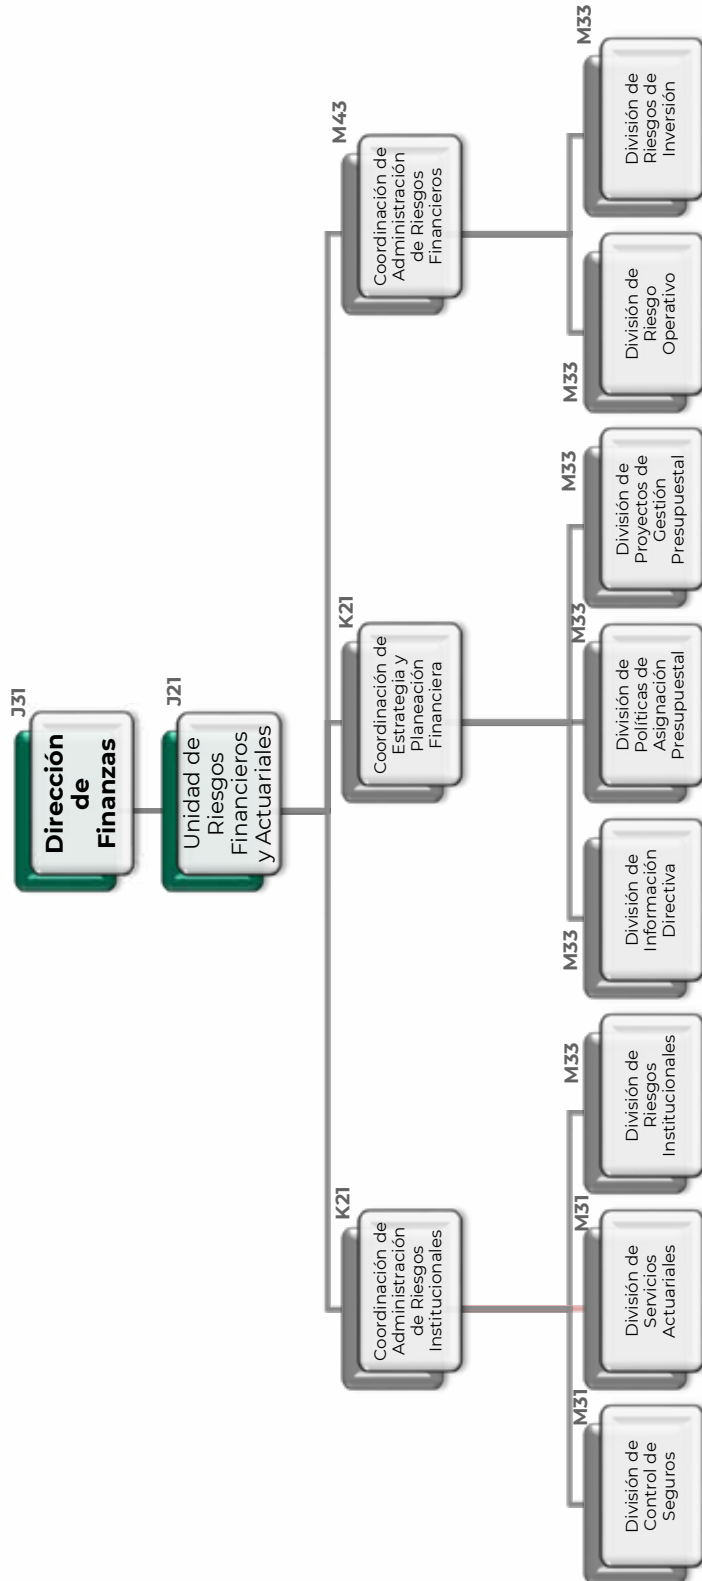 J31
Dirección
de
Finanzas
J21
Unidad de
Riesgos
Financieros
y Actuariales
K21
Coordinación de
Administración
de Riesgos
Institucionales
K21
Coordinación de
Estrategia y
Planeación
Financiera
M43
Coordinación de
Administración
de Riesgos
Financieros
M31
División de
Control de
Seguros
M31
División de
Servicios
Actuariales
M33
División de
Riesgos
Institucionales
M33
División de
Información
Directiva
M33
División de
Políticas de
Asignación
Presupuestal
M33
División de
Proyectos de
Gestión
Presupuestal
M33
División de
Riesgo
Operativo
M33
División de
Riesgos de
Inversión